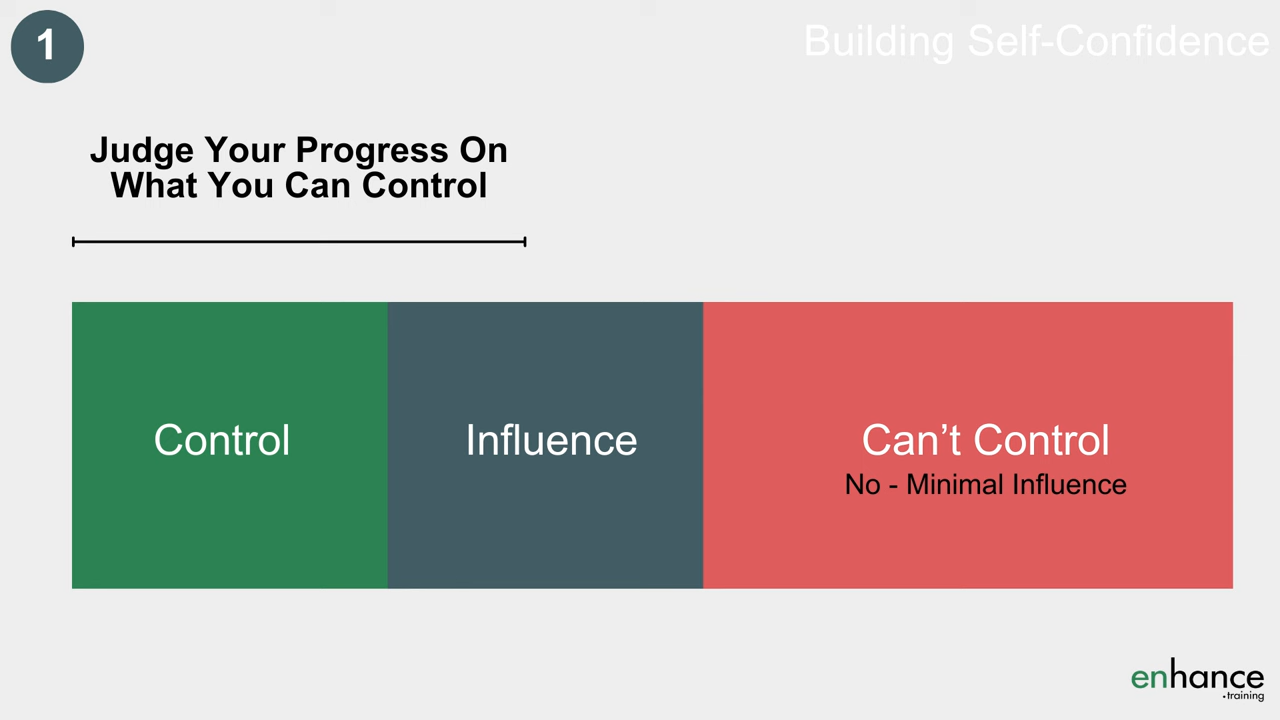 1
Building Self-Confidence
Judge Your Progress On
What You Can Control
Control
Influence
Can’t Control
No - Minimal Influence
enhance
.training